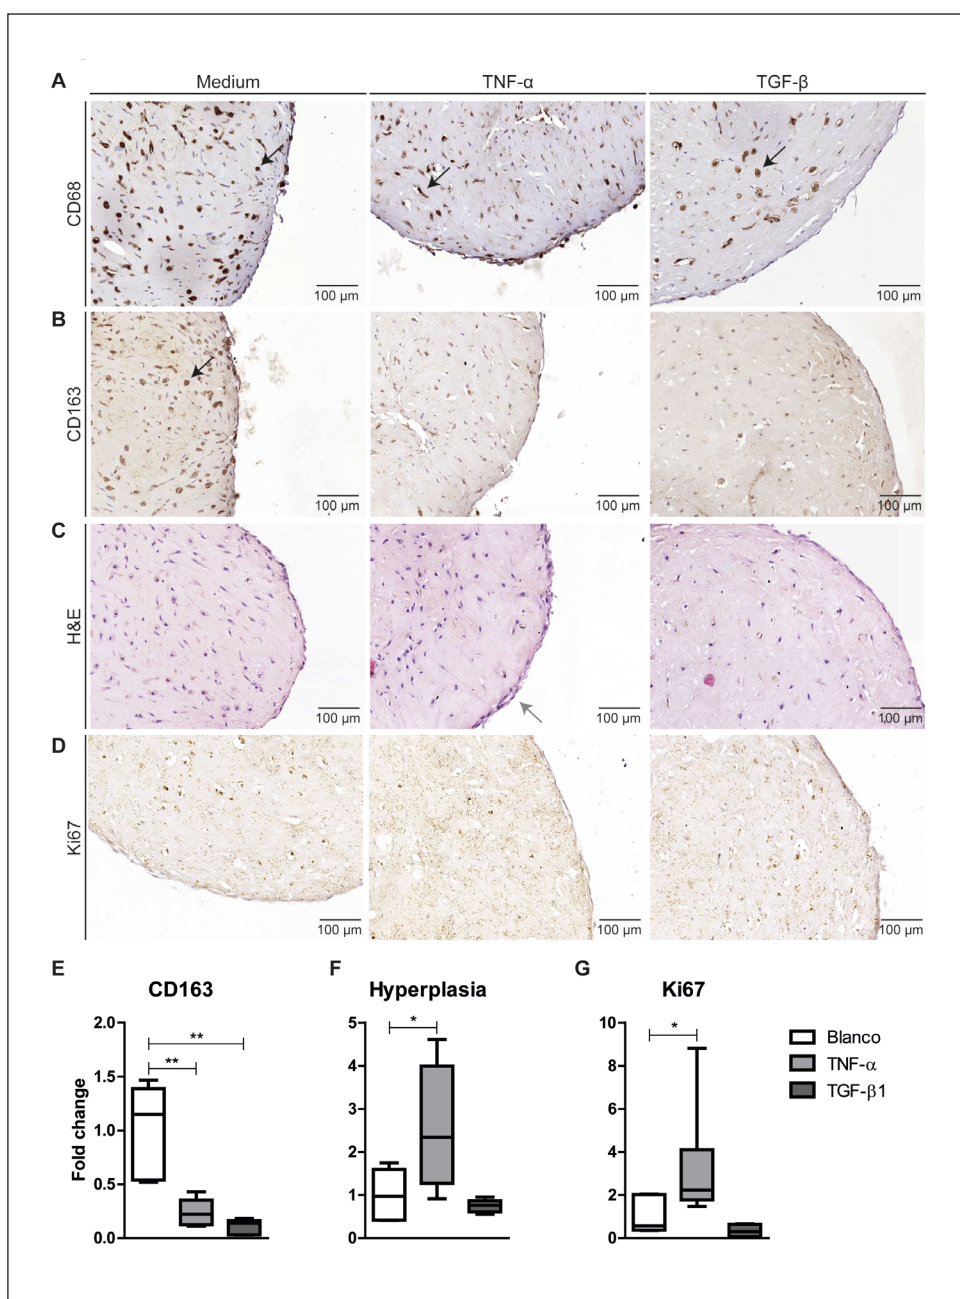 A Medium TNF-α TGF-β
CD68
100 µm 100 µm 100 µm
B
CD163
100 µm 100 µm 100 µm
C
H&E
100 µm 100 µm 100 µm
D
Ki67
100 µm 100 µm 100 µm
E F G
CD163 Hyperplasia Ki67
Fold change
2.0
1.5
1.0
0.5
0.0
** **
5
4
3
2
1
0
*
10
8
6
4
2
0
*
Blanco
TNF-α
TGF-β1